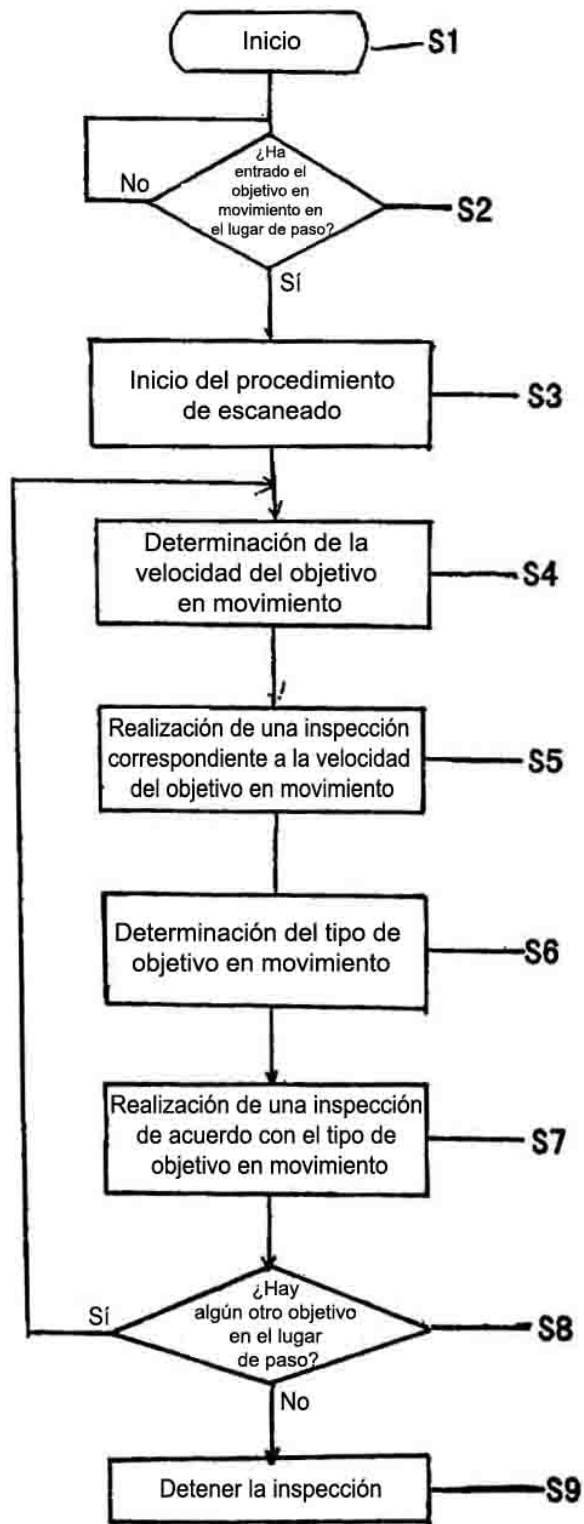 Inicio
S1
¿Ha
entrado el
objetivo en
movimiento en
el lugar de paso?
No
S2
Sí
Inicio del procedimiento
de escaneado
S3
Determinación de la
velocidad del objetivo
en movimiento
S4
Realización de una inspección
correspondiente a la velocidad
del objetivo en movimiento
S5
Determinación del tipo de
objetivo en movimiento
S6
Realización de una inspección
de acuerdo con el tipo de
objetivo en movimiento
S7
¿Hay
algún otro objetivo
en el lugar
de paso?
Sí
S8
No
Detener la inspección
S9